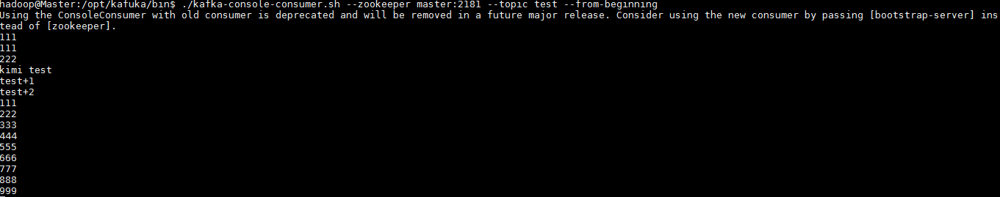 hadoop@Master:/opt/kafuka/bin$ ./kafka-console-consumer.sh --zookeeper master:2181 --topic test --from-beginning
Using the ConsoleConsumer with old consumer is deprecated and will be removed in a future major release. Consider using the new consumer by passing [bootstrap-server] ins
tead of [zookeeper].
111
111
222
kimi test
test+1
test+2
111
222
333
444
555
666
777
888
999